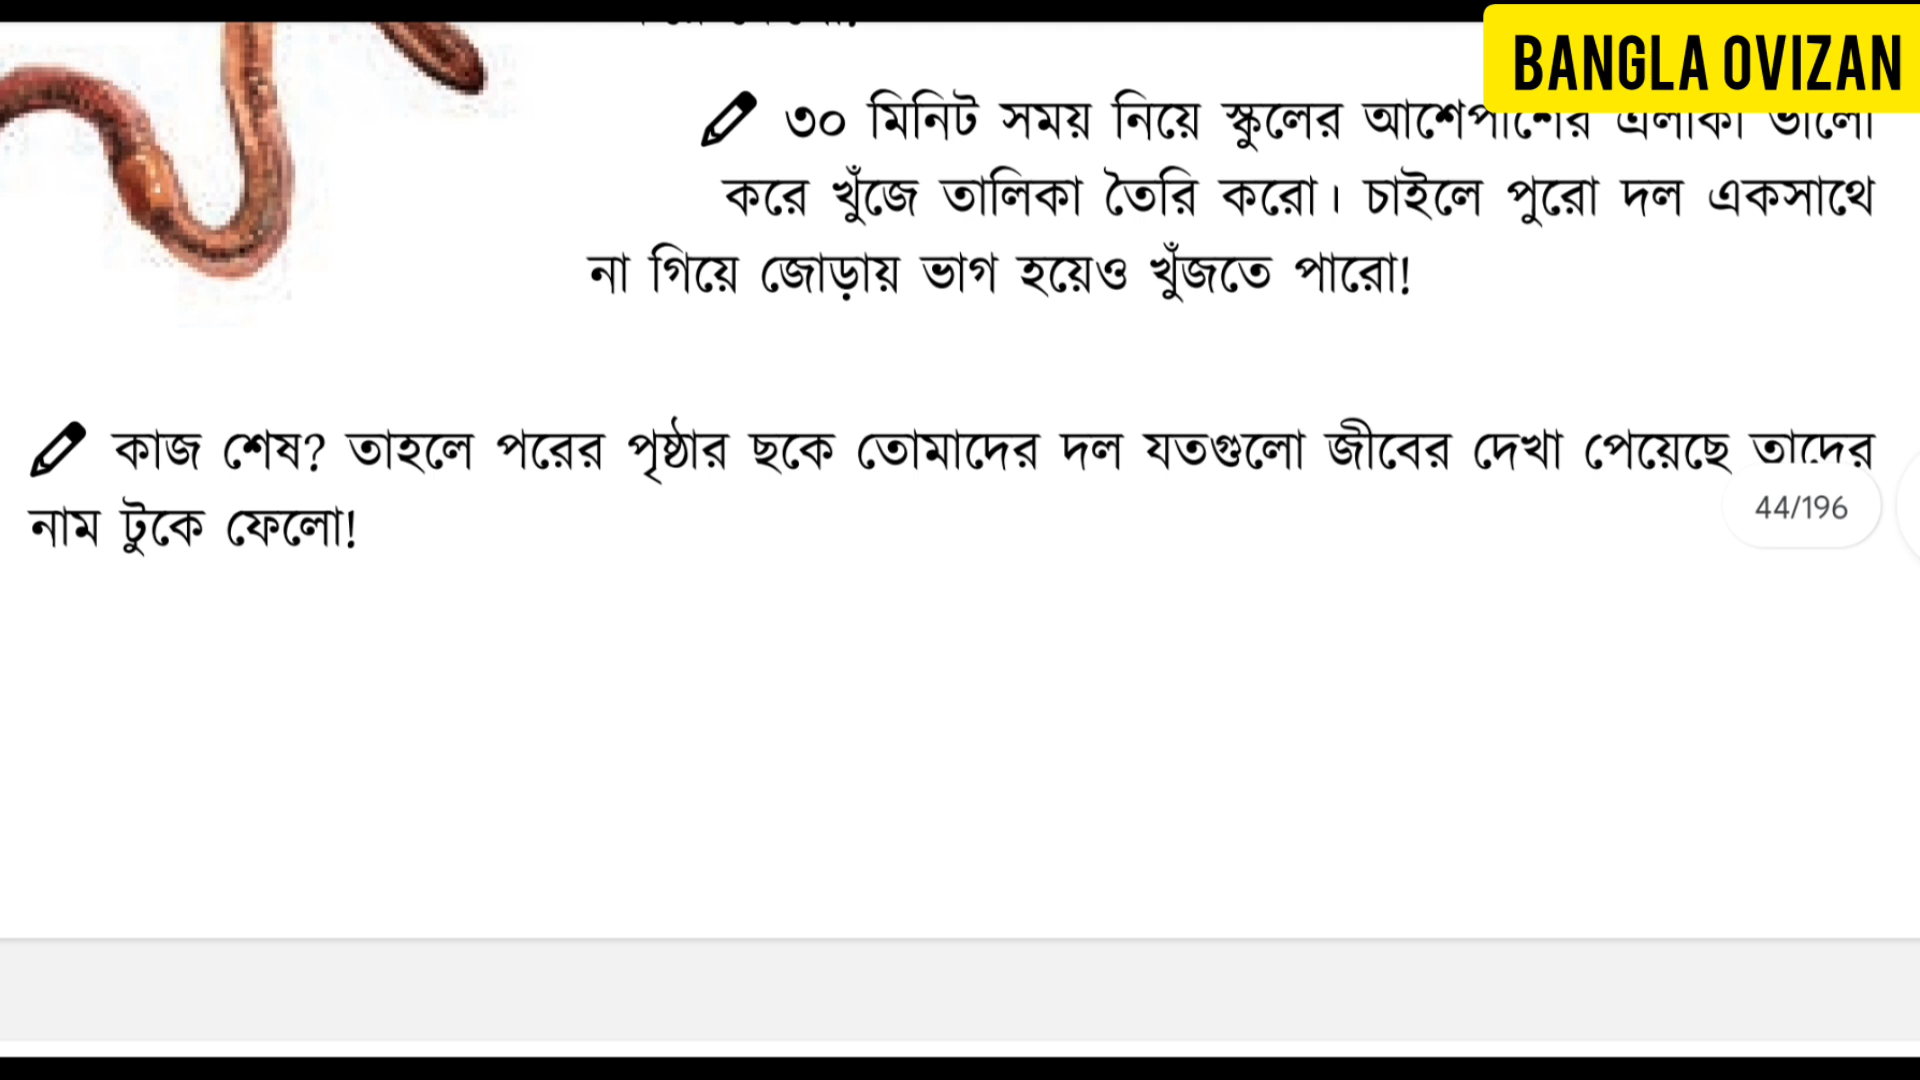 BANGLA OVIZAN
৩০ মিনিট সময় নিয়ে স্কুলের আশেপাশের এলাকা ভালো
করে খুঁজে তালিকা তৈরি করো। চাইলে পুরো দল একসাথে
না গিয়ে জোড়ায় ভাগ হয়েও খুঁজতে পারো!
কাজ শেষ? তাহলে পরের পৃষ্ঠার ছকে তোমাদের দল যতগুলো জীবের দেখা পেয়েছে তাদের
নাম টুকে ফেলো!
44/196